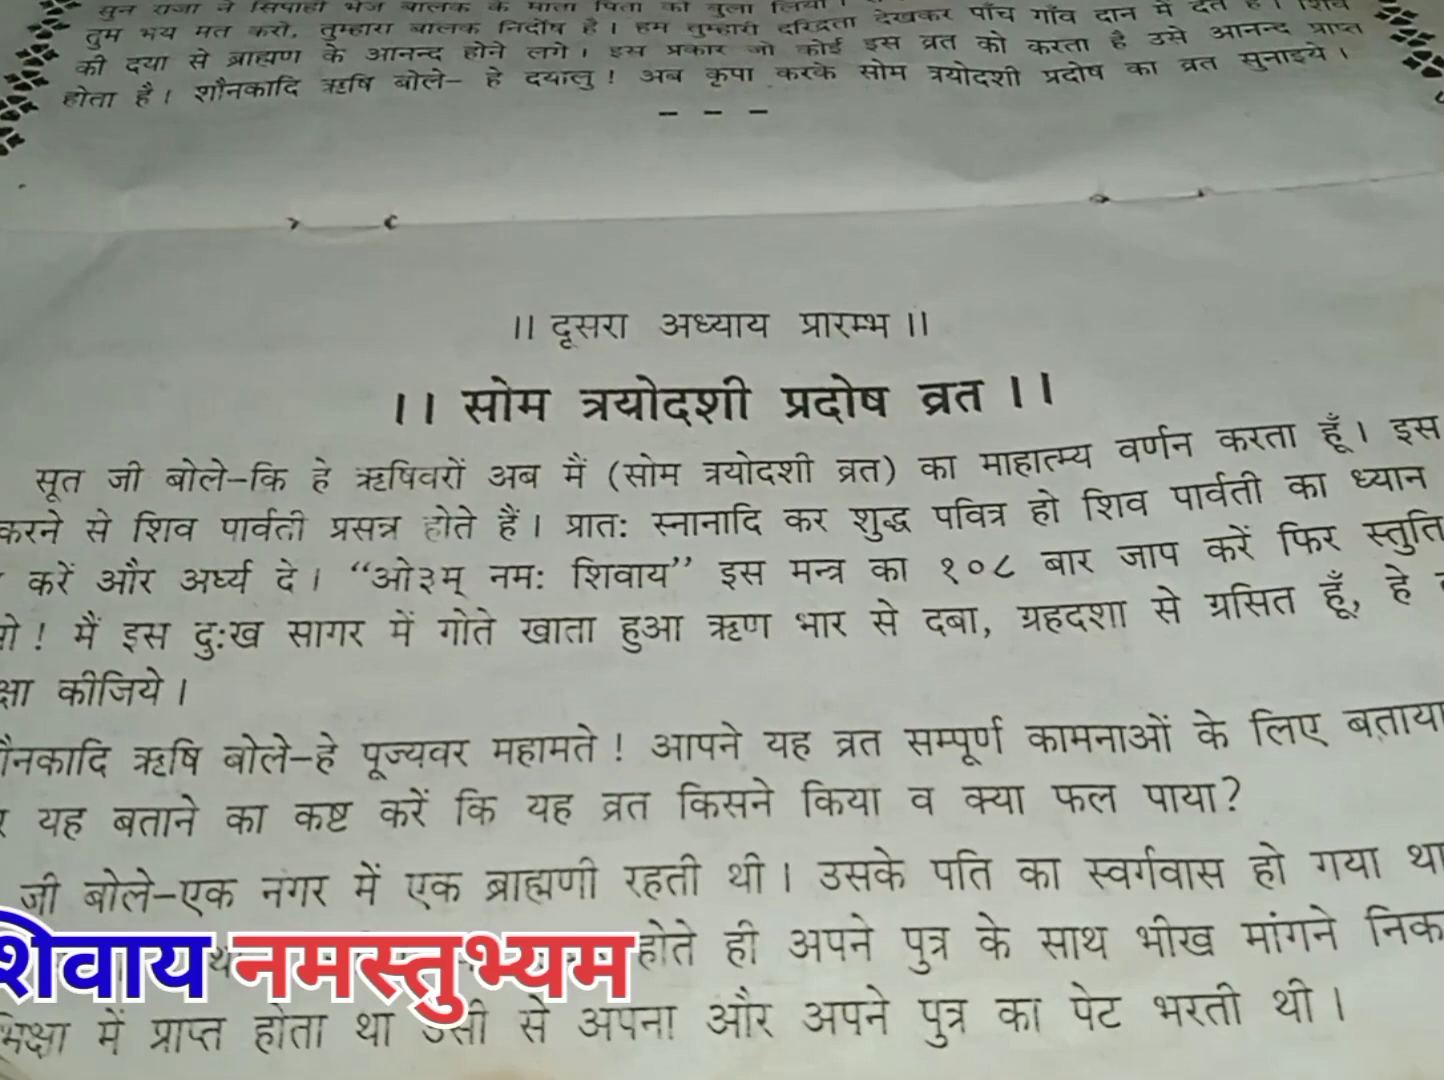 सुन राजा ने सिपाही भेज बालक के माता पिता को बुला लिया।
तुम भय मत करो, तुम्हारा बालक निर्दोष है। हम तुम्हारी दरिद्रता देखकर पाँच गाँव दान में देते हैं। शिव
की दया से ब्राह्मण के आनन्द होने लगे। इस प्रकार जो कोई इस व्रत को करता है उसे आनन्द प्राप्त
होता है। शौनकादि ऋषि बोले– हे दयालु! अब कृपा करके सोम त्रयोदशी प्रदोष का व्रत सुनाइये।
– – –
।। दूसरा अध्याय प्रारम्भ ।।
।। सोम त्रयोदशी प्रदोष व्रत ।।
सूत जी बोले–कि हे ऋषिवरों अब मैं (सोम त्रयोदशी व्रत) का माहात्म्य वर्णन करता हूँ। इस
करने से शिव पार्वती प्रसन्न होते हैं। प्रातः स्नानादि कर शुद्ध पवित्र हो शिव पार्वती का ध्यान
करें और अर्घ्य दे। “ओ३म् नमः शिवाय” इस मन्त्र का १०८ बार जाप करें फिर स्तुति
! मैं इस दुःख सागर में गोते खाता हुआ ऋण भार से दबा, ग्रहदशा से ग्रसित हूँ, हे
क्षा कीजिये।
नकादि ऋषि बोले–हे पूज्यवर महामते! आपने यह व्रत सम्पूर्ण कामनाओं के लिए बताया
यह बताने का कष्ट करें कि यह व्रत किसने किया व क्या फल पाया?
जी बोले–एक नगर में एक ब्राह्मणी रहती थी। उसके पति का स्वर्गवास हो गया था
होते ही अपने पुत्र के साथ भीख मांगने निक
शिवाय नमस्तुभ्यम
भिक्षा में प्राप्त होता था उसी से अपना और अपने पुत्र का पेट भरती थी।